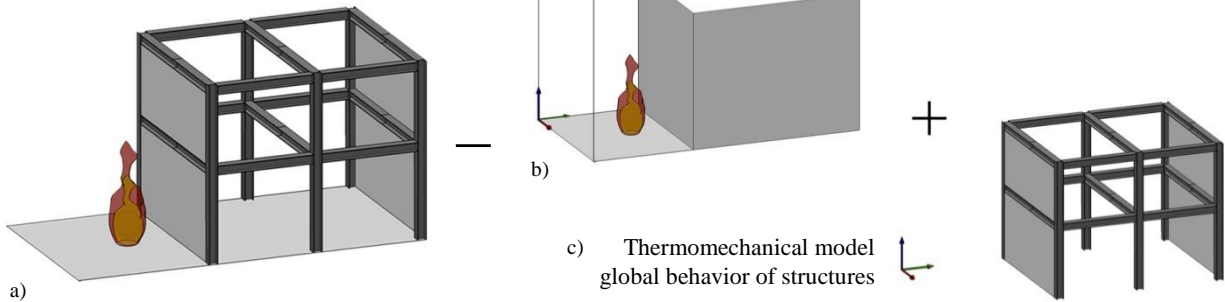 a)
b)
c) Thermomechanical model
global behavior of structures